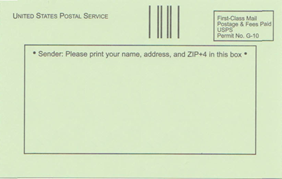 UNITED STATES POSTAL SERVICE
First-Class Mail
Postage & Fees Paid
USPS
Permit No. G-10
• Sender: Please print your name, address, and ZIP+4 in this box •